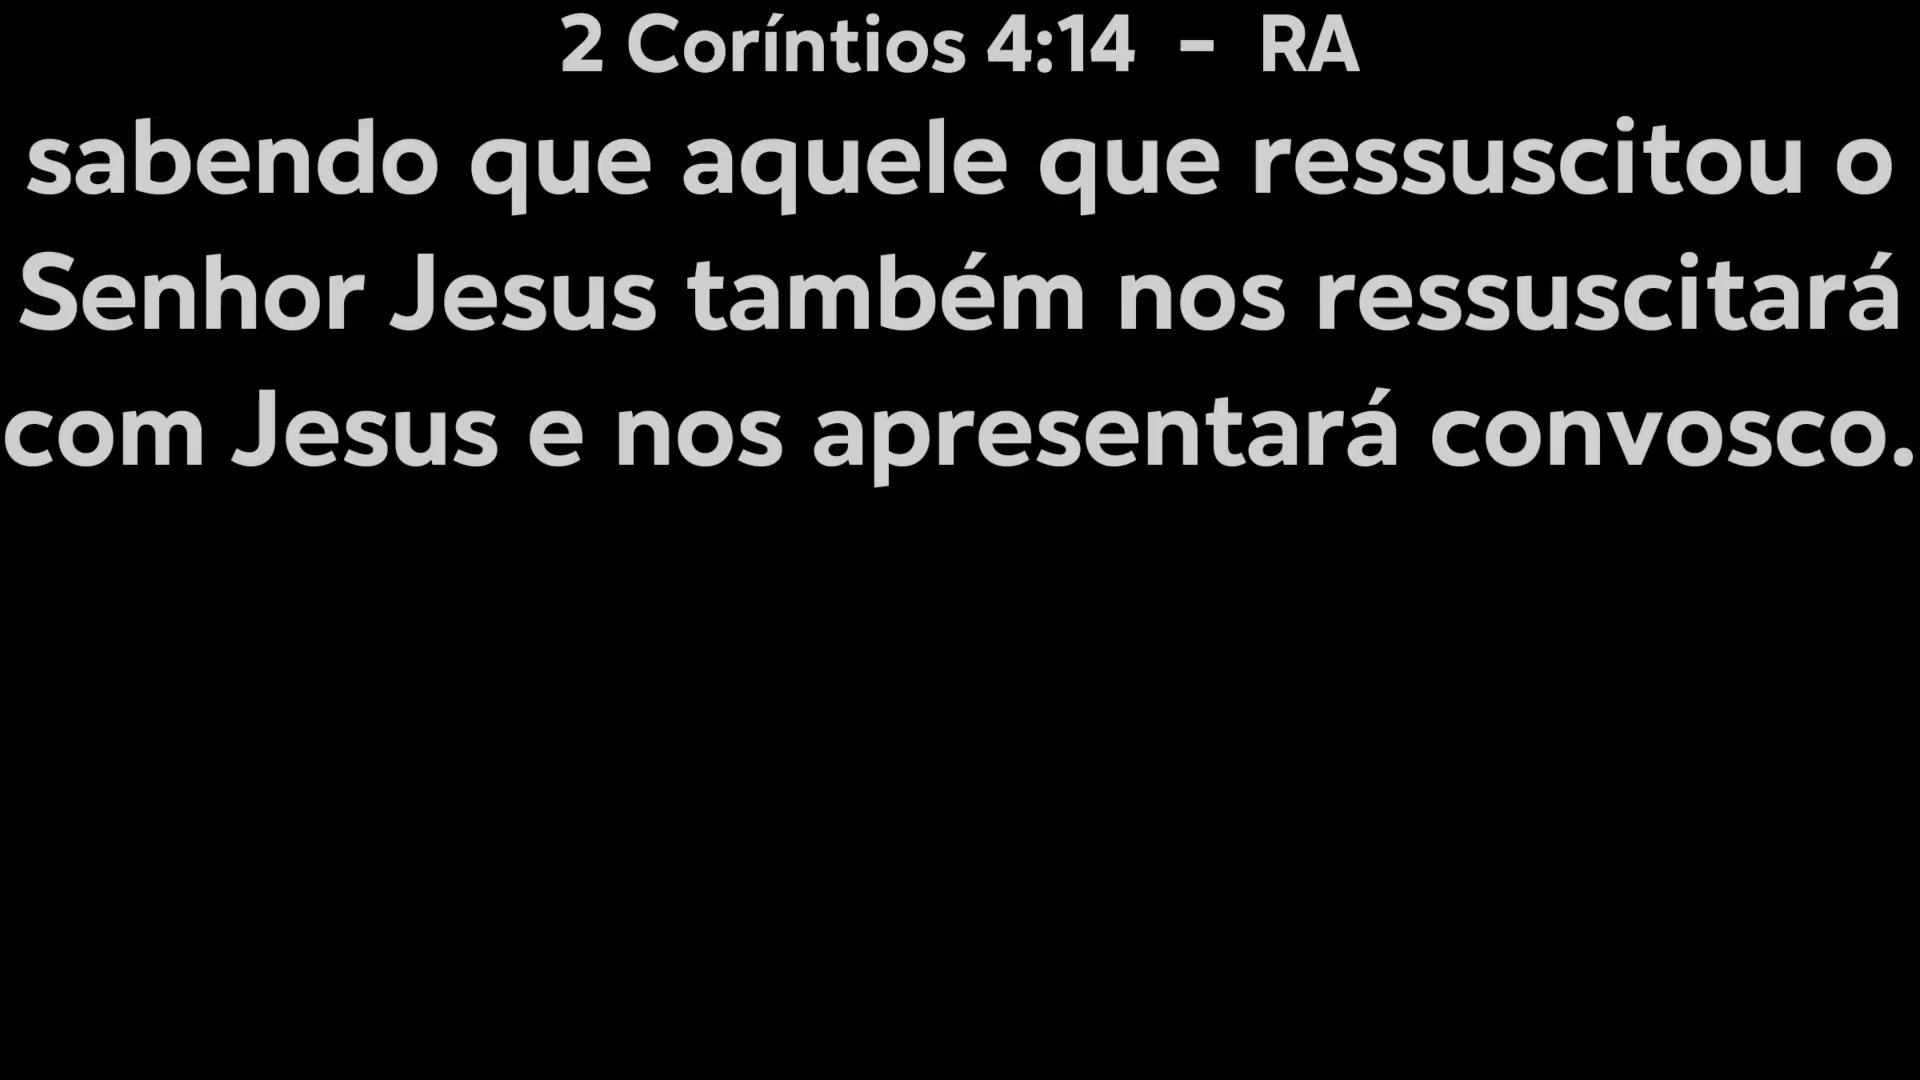 2 Coríntios 4:14 - RA
sabendo que aquele que ressuscitou o
Senhor Jesus também nos ressuscitará
com Jesus e nos apresentará convosco.